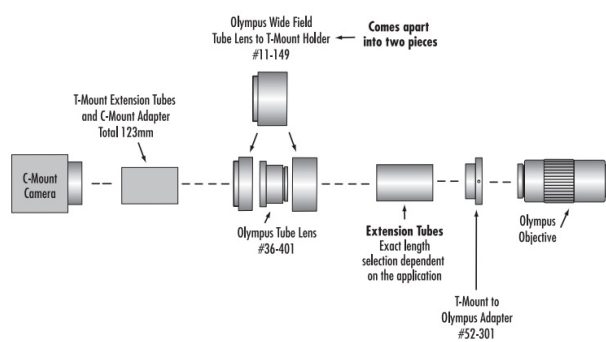 Olympus Wide Field
Tube Lens to T-Mount Holder
#11-149
Comes apart
into two pieces
T-Mount Extension Tubes
and C-Mount Adapter
Total 123mm
C-Mount
Camera
Olympus Tube Lens
#36-401
Extension Tubes
Exact length
selection dependent
on the application
Olympus
Objective
T-Mount to
Olympus Adapter
#52-301